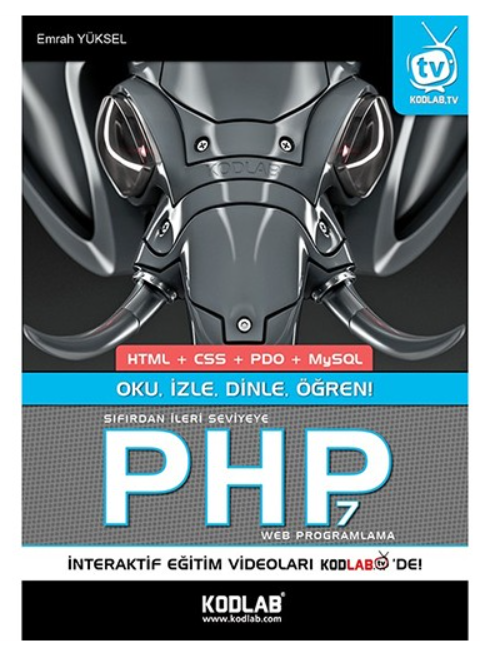 Emrah YÜKSEL
tv
KODLAB.TV
KODLAB
HTML + CSS + PDO + MySQL
OKU, İZLE, DİNLE, ÖĞREN!
SIFIRDAN İLERİ SEVİYEYE
PHP 7
WEB PROGRAMLAMA
İNTERAKTİF EĞİTİM VİDEOLARI KODLAB.tv 'DE!
KODLAB®
www.kodlab.com